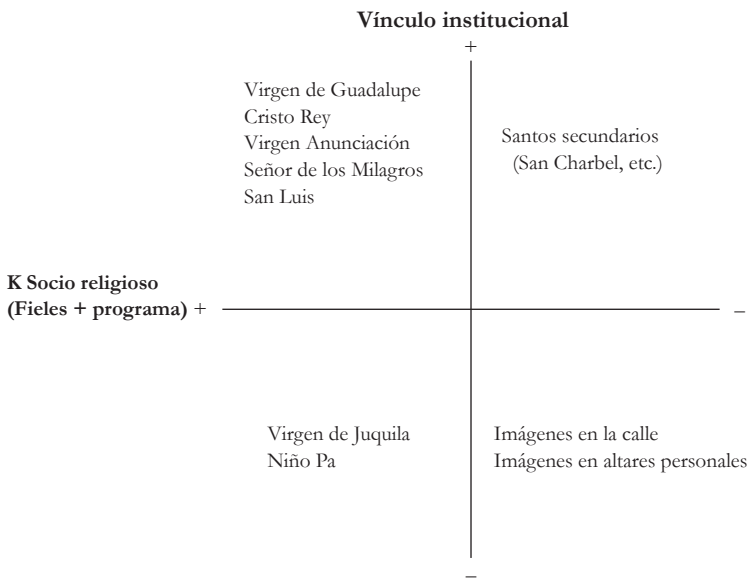 Vínculo institucional
+
Virgen de Guadalupe
Cristo Rey
Virgen Anunciación
Señor de los Milagros
San Luis
Santos secundarios
(San Charbel, etc.)
K Socio religioso
(Fieles + programa) +
–
Virgen de Juquila
Niño Pa
Imágenes en la calle
Imágenes en altares personales
–